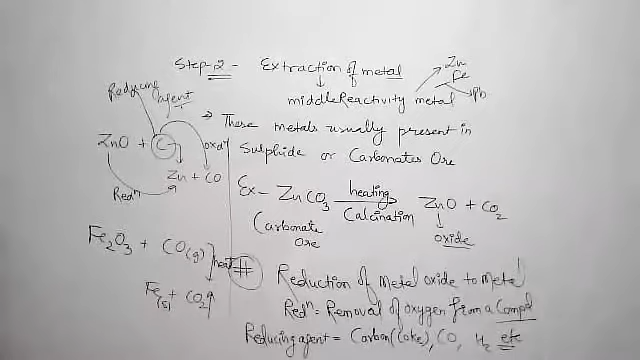 Step-2 - Extraction of metal
middle Reactivity metal
Zn
Fe
Pb
→ These metals usually present in
Sulphide or Carbonates Ore
Reducing
agent
ZnO + C
oxdⁿ
Zn + CO
Redⁿ
Ex - ZnCO₃ heating Calcination ZnO + CO₂
Carbonate
Ore
oxide
Fe₂O₃ + CO(g)
heat
Fe(s) + CO₂
# Reduction of Metal oxide to Metal
Redⁿ = Removal of oxygen from a Compd
Reducing agent = Carbon (Coke), CO, H₂ etc